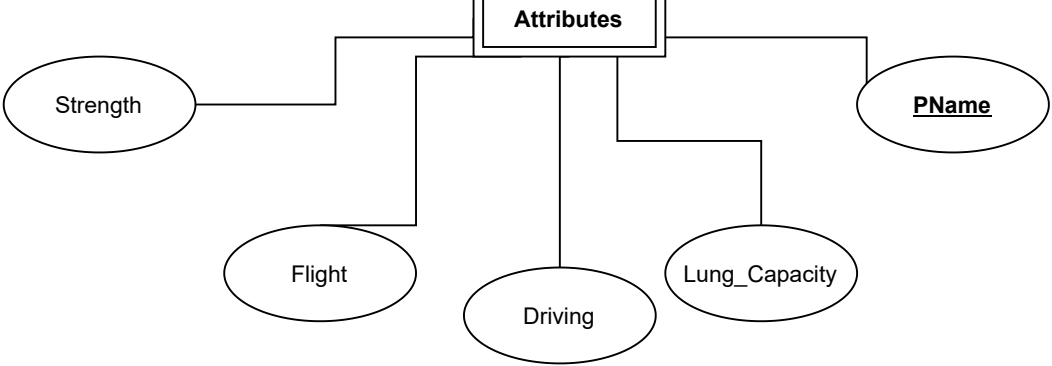 Attributes
Strength
PName
Flight
Lung_Capacity
Driving